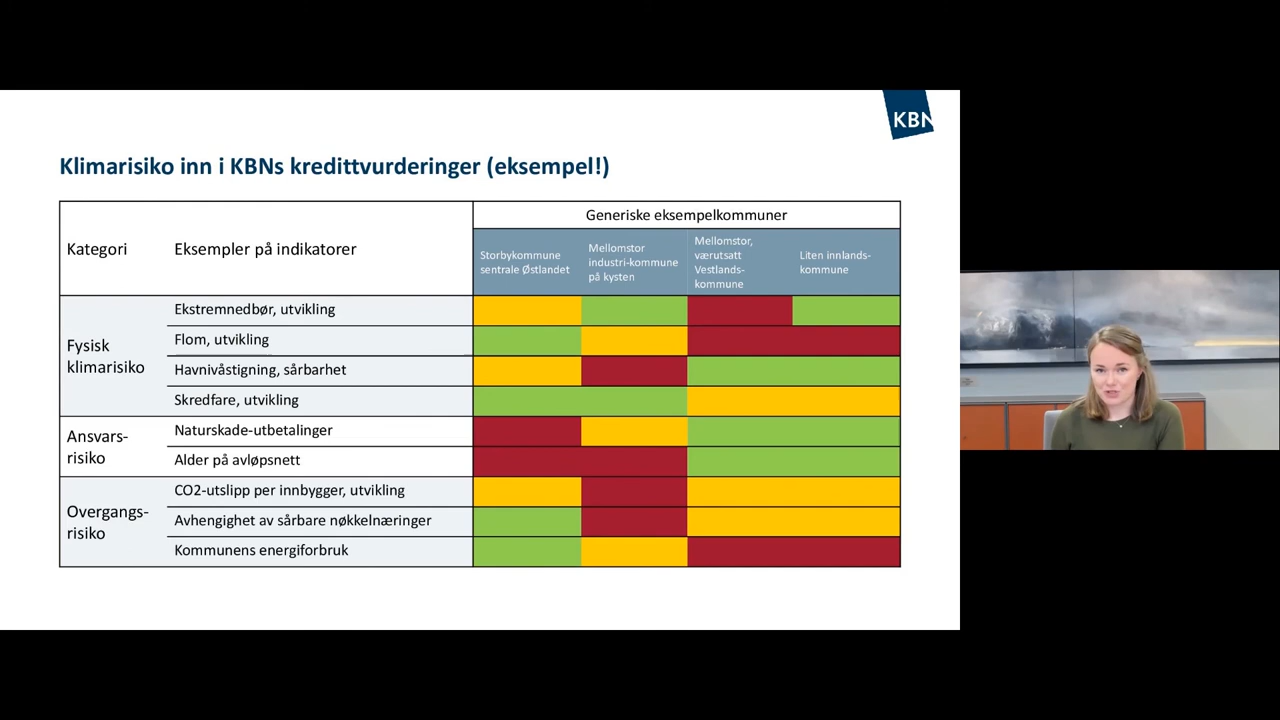 KBN
Klimarisiko inn i KBNs kredittvurderinger (eksempel!)
Kategori
Eksempler på indikatorer
Generiske eksempelkommuner
Storbykommune
sentrale Østlandet
Mellomstor
industri-kommune
på kysten
Mellomstor,
værutsatt
Vestlands-
kommune
Liten innlands-
kommune
Fysisk
klimarisiko
Ekstremnedbør, utvikling
Flom, utvikling
Havnivåstigning, sårbarhet
Skredfare, utvikling
Ansvars-
risiko
Naturskade-utbetalinger
Alder på avløpsnett
Overgangs-
risiko
CO2-utslipp per innbygger, utvikling
Avhengighet av sårbare nøkkelnæringer
Kommunens energiforbruk